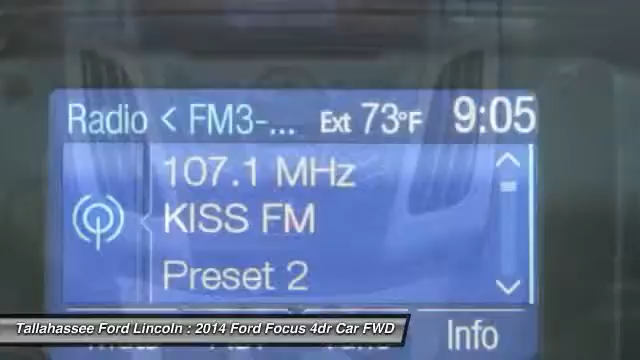 Radio < FM3-... Ext 73°F 9:05
107.1 MHz
KISS FM
Preset 2
Info
Tallahassee Ford Lincoln : 2014 Ford Focus 4dr Car FWD